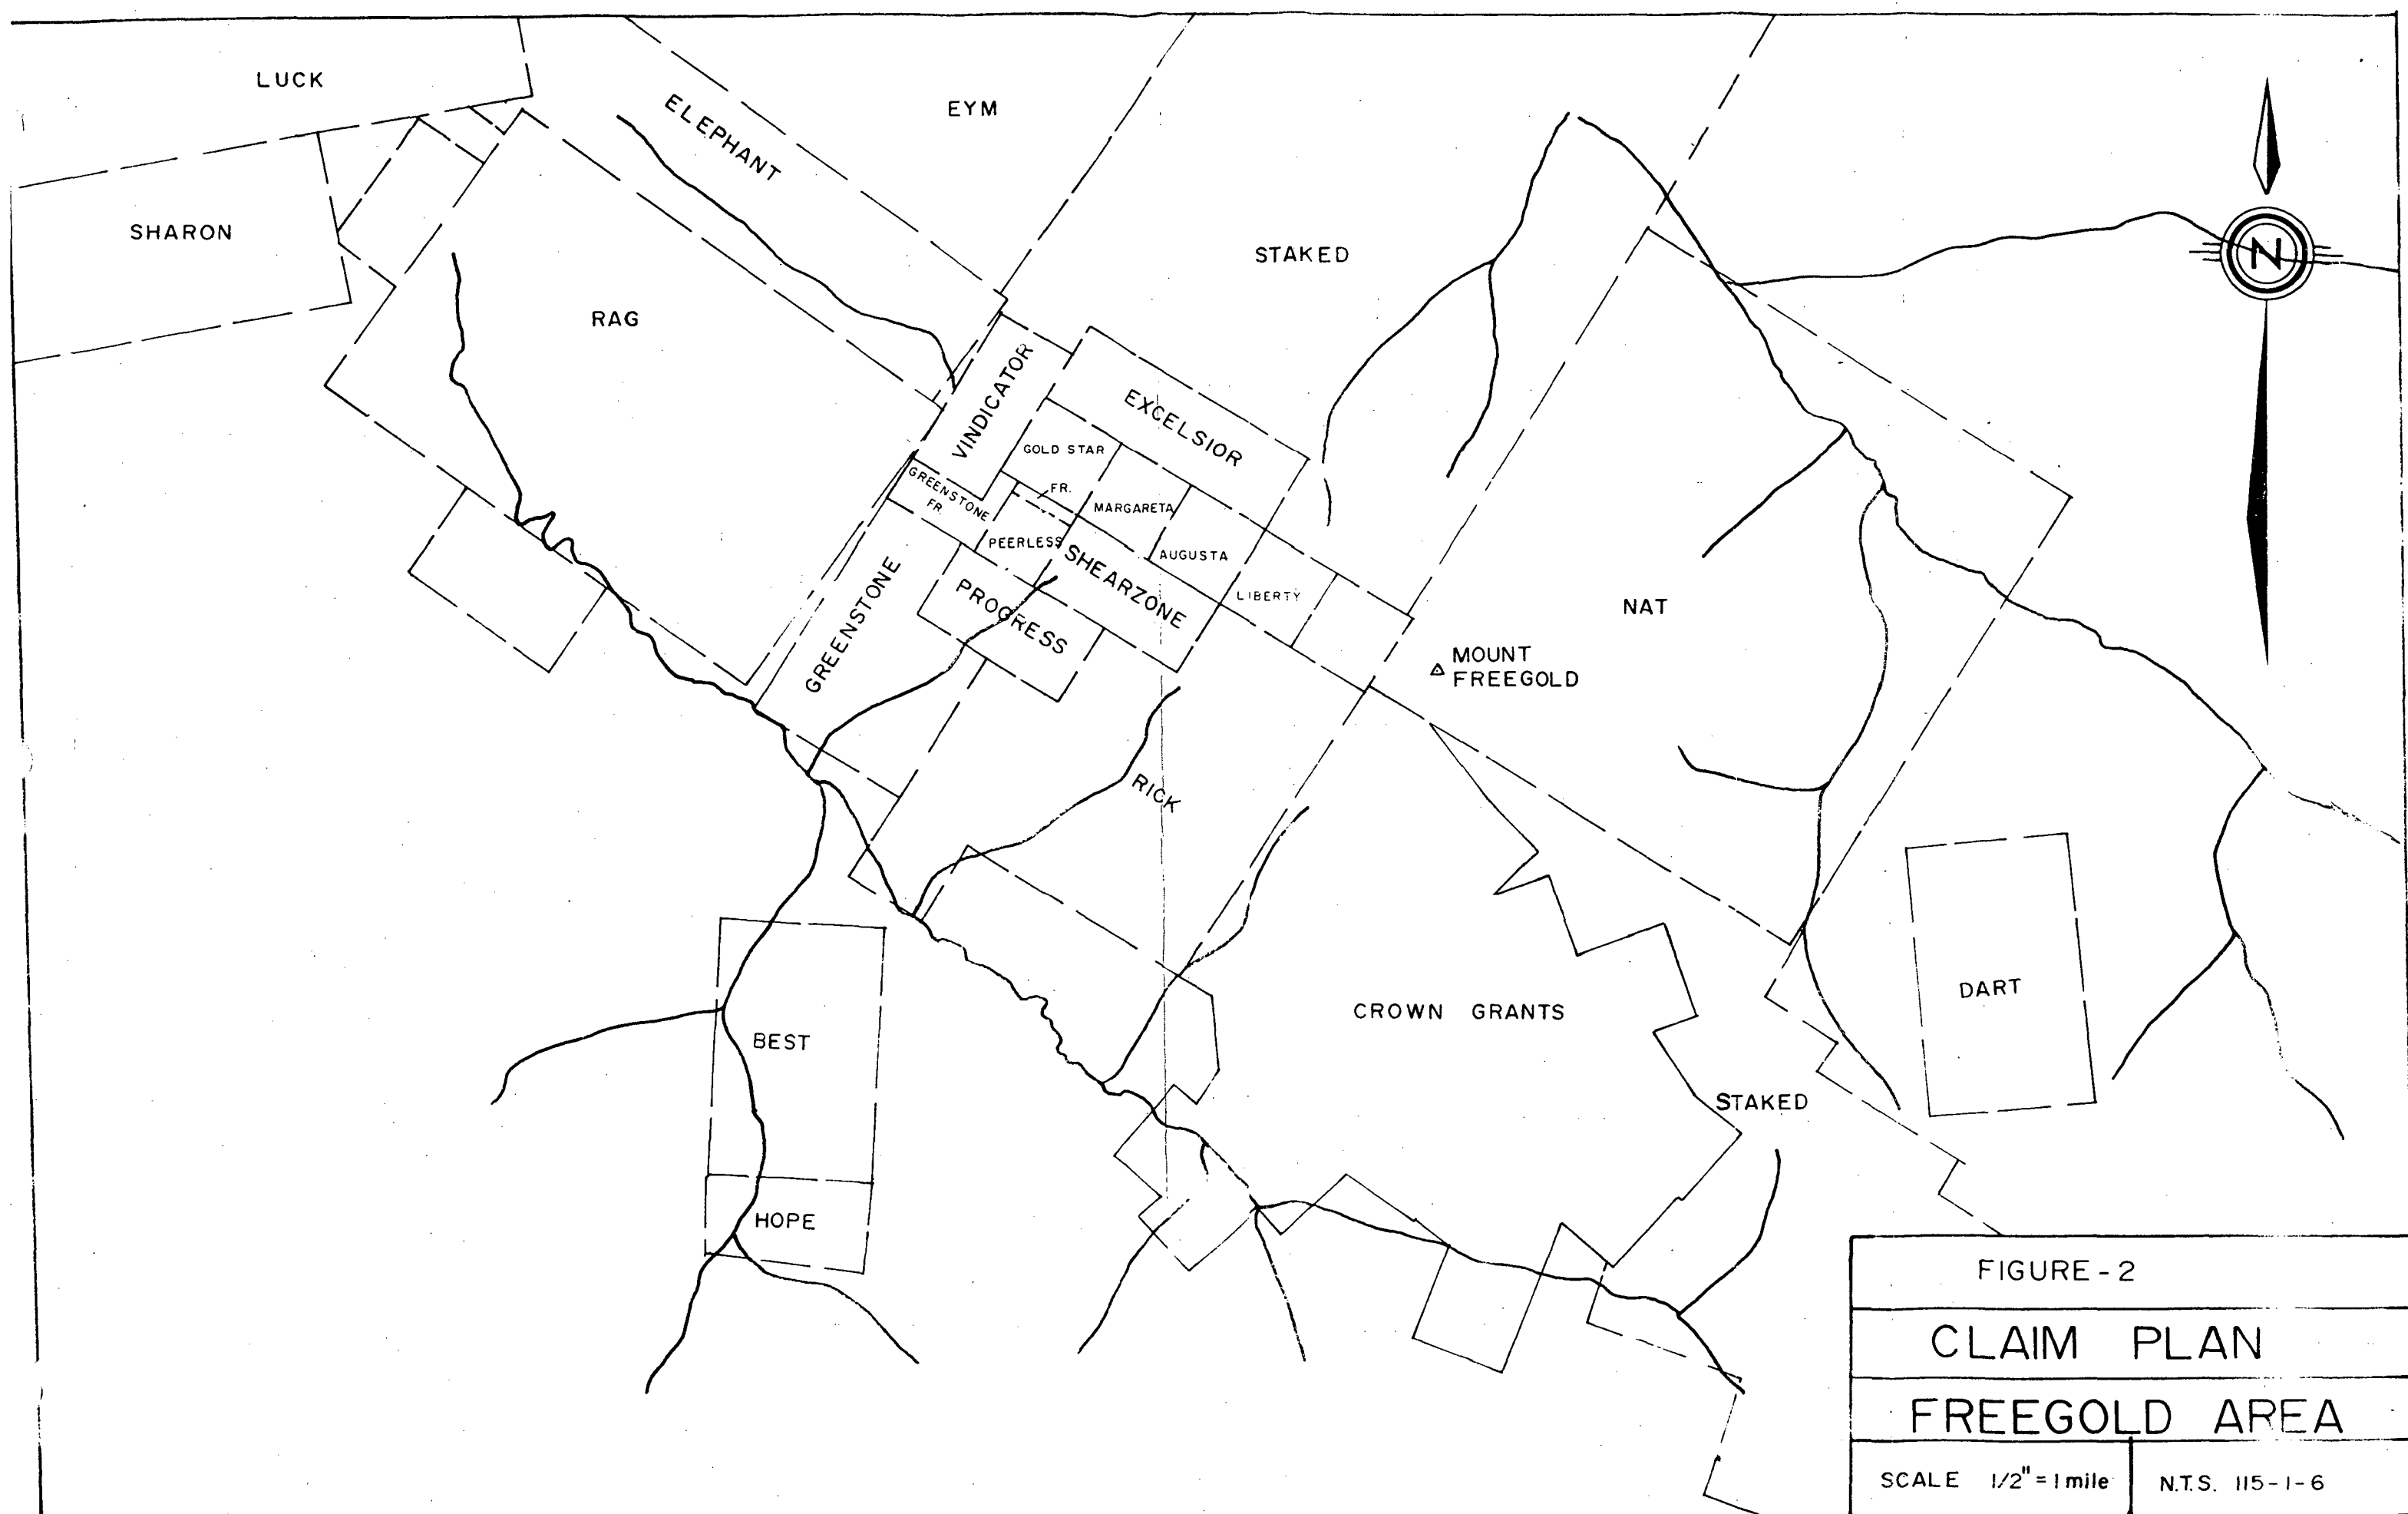 LUCK
ELEPHANT
EYM
SHARON
STAKED
N
RAG
VINDICATOR
EXCELSIOR
GOLD STAR
GREENSTONE
FR.
FR.
MARGARETA
PEERLESS
SHEARZONE
AUGUSTA
LIBERTY
GREENSTONE
PROGRESS
NAT
MOUNT
FREEGOLD
RICK
DART
CROWN GRANTS
BEST
STAKED
HOPE
FIGURE-2
CLAIM PLAN
FREEGOLD AREA
SCALE 1/2" = 1 mile
N.T.S. 115-1-6